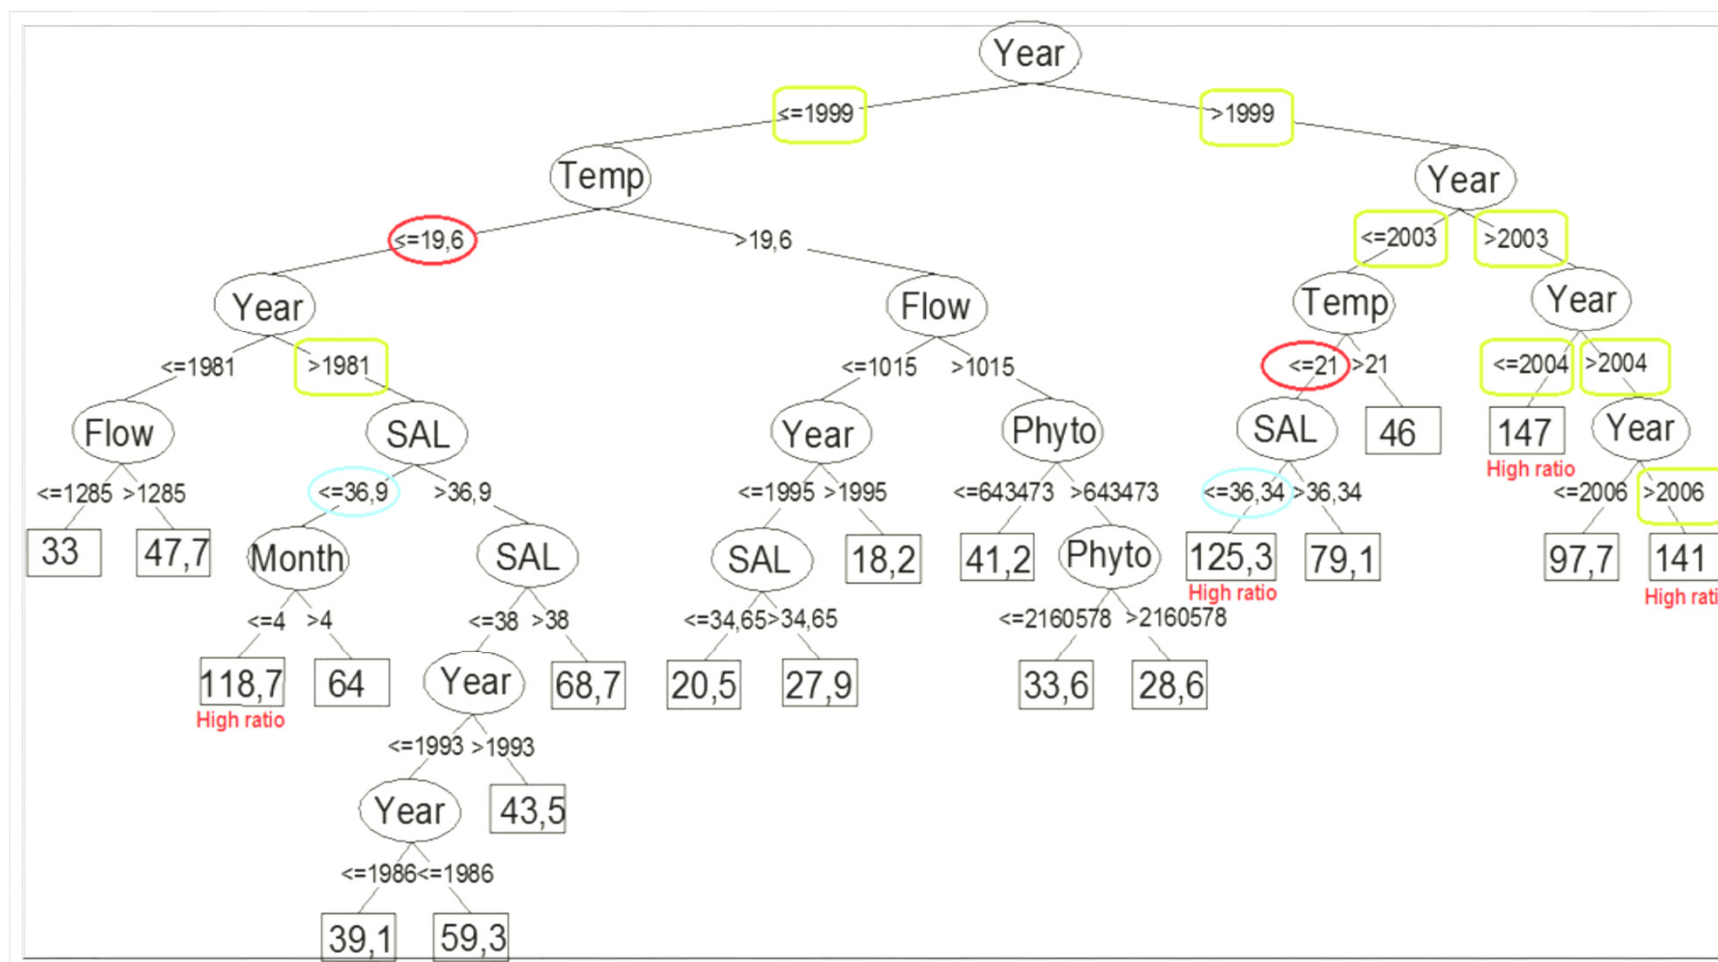 Year
<=1999 >1999
Temp Year
<=19,6 >19,6 <=2003 >2003
Year Flow Temp Year
<=1981 >1981 <=1015 >1015 <=21 >21 <=2004 >2004
Flow SAL Year Phyto SAL 46 147 Year
High ratio
<=1285 >1285 <=36,9 >36,9 <=1995 >1995 <=643473 >643473 <=36,34 >36,34 <=2006 >2006
33 47,7 Month SAL SAL 18,2 41,2 Phyto 125,3 79,1 97,7 141
High ratio High rati
<=4 >4 <=38 >38 <=34,65 >34,65 <=2160578 >2160578
118,7 64 Year 68,7 20,5 27,9 33,6 28,6
High ratio
<=1993 >1993
Year 43,5
<=1986 <=1986
39,1 59,3